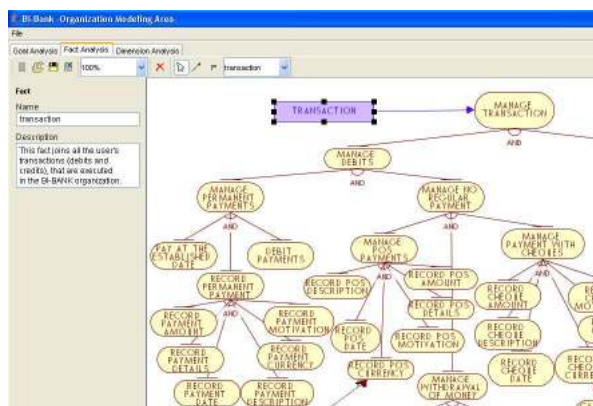 BI-Bank -Organization Modeling Area
File
Goal Analysis Fact Analysis Dimension Analysis
100%
transaction
Fact
Name
transaction
Description
This fact joins all the user's
transactions (debits and
credits), that are executed
in the BI-BANK organization.
TRANSACTION
MANAGE
TRANSACTION
AND
MANAGE
DEBITS
AND
MANAGE
PERMANENT
PAYMENTS
MANAGE NO
REGULAR
PAYMENT
AND
AND
PAY AT THE
ESTABLISHED
DATE
DEBIT
PAYMENTS
MANAGE
POS
PAYMENTS
MANAGE
PAYMENT WITH
CHEQUES
AND
AND
RECORD
PERMANENT
PAYMENT
AND
RECORD POS
DESCRIPTION
RECORD POS
AMOUNT
RECORD
CHEQUE
AMOUNT
RECORD
RECORD
PAYMENT
AMOUNT
RECORD
PAYMENT
MOTIVATION
RECORD
POS
DATE
RECORD POS
DETAILS
RECORD POS
MOTIVATION
RECORD
CHEQUE
DESCRIPTION
RECORD
PAYMENT
DETAILS
RECORD
PAYMENT
CURRENCY
RECORD POS
CURRENCY
RECORD
CHEQUE
DATE
RECORD
PAYMENT
DATE
RECORD
PAYMENT
DESCRIPTION
MANAGE
WITHDRAWAL
OF MONEY